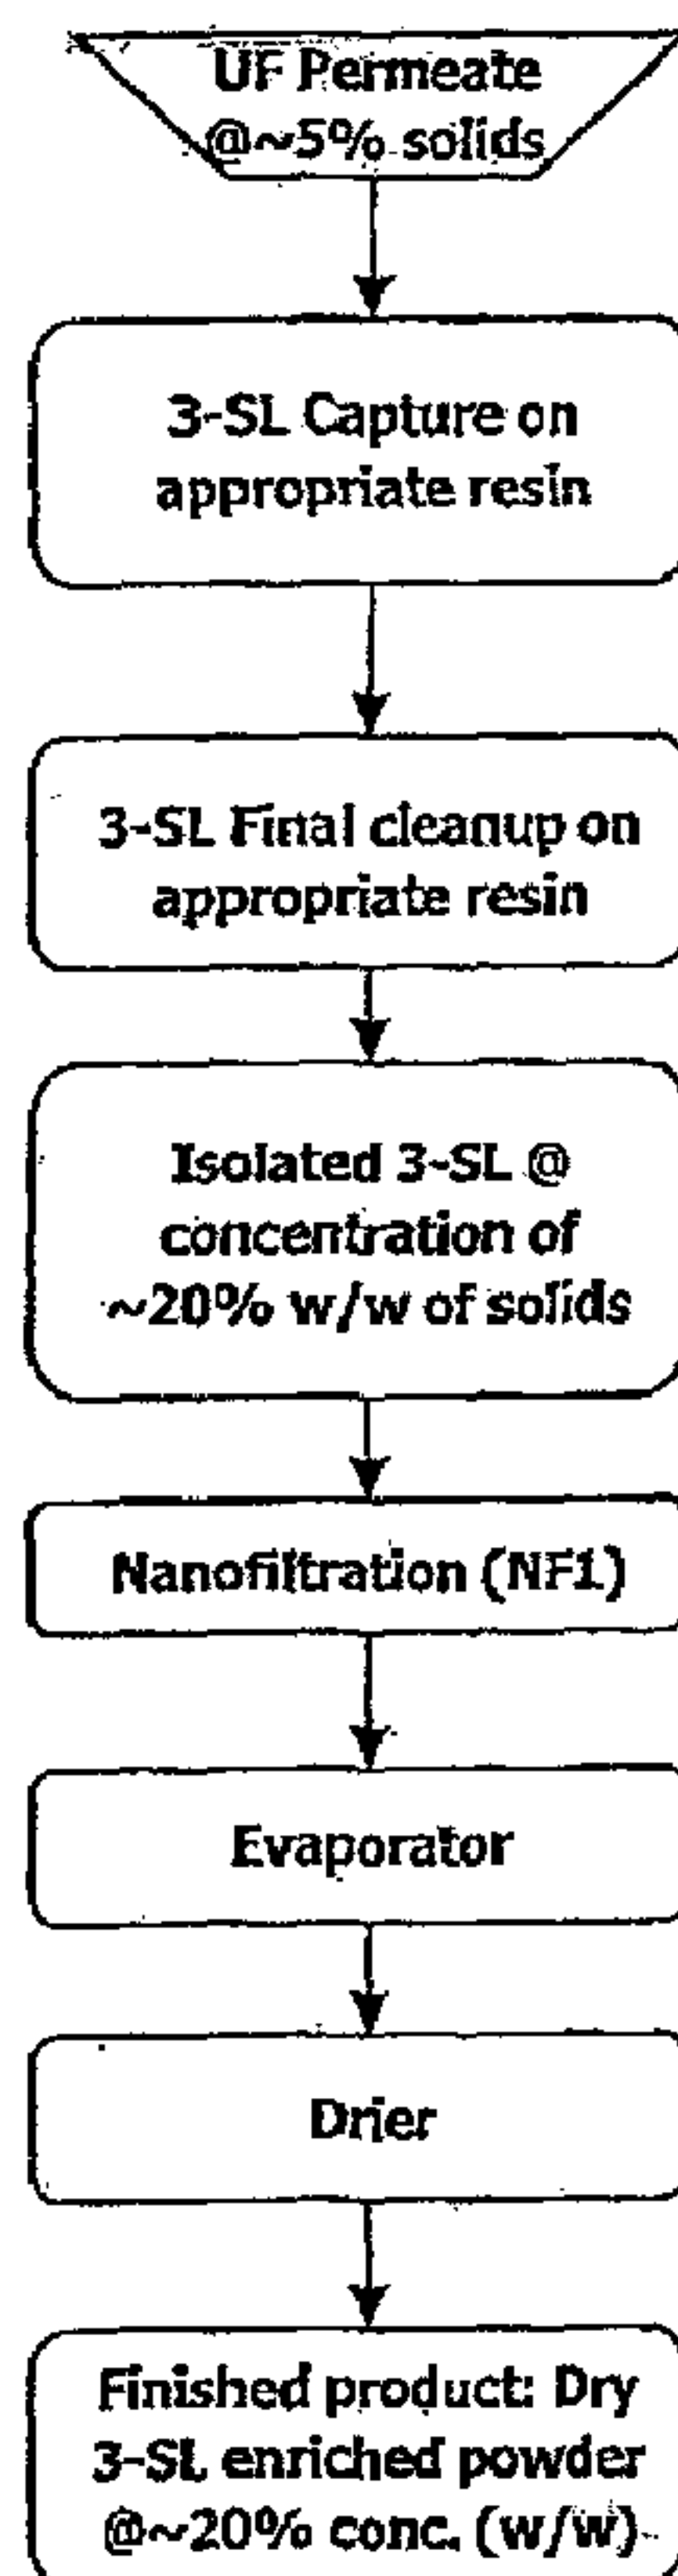 UF Permeate
@~5% solids
3-SL Capture on
appropriate resin
3-SL Final cleanup on
appropriate resin
Isolated 3-SL @
concentration of
~20% w/w of solids
Nanofiltration (NF1)
Evaporator
Drier
Finished product: Dry
3-SL enriched powder
@~20% conc. (w/w)